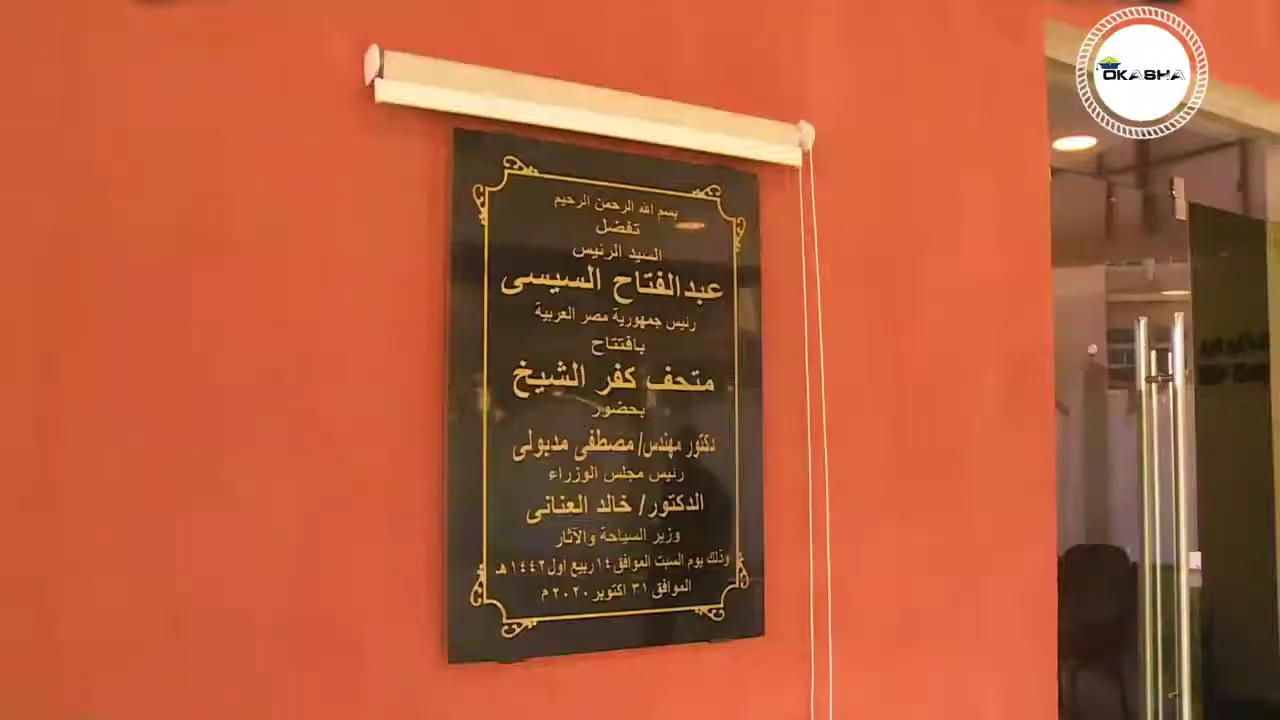 OKASHA
بسم الله الرحمن الرحيم
تفضل
السيد الرئيس
عبدالفتاح السيسى
رئيس جمهورية مصر العربية
بافتتاح
متحف كفر الشيخ
بحضور
دكتور مهندس/ مصطفى مدبولى
رئيس مجلس الوزراء
الدكتور/ خالد العنانى
وزير السياحة والآثار
وذلك يوم السبت الموافق ١٤ ربيع أول ١٤٤٢ هـ
الموافق ٣١ اكتوبر ٢٠٢٠ م